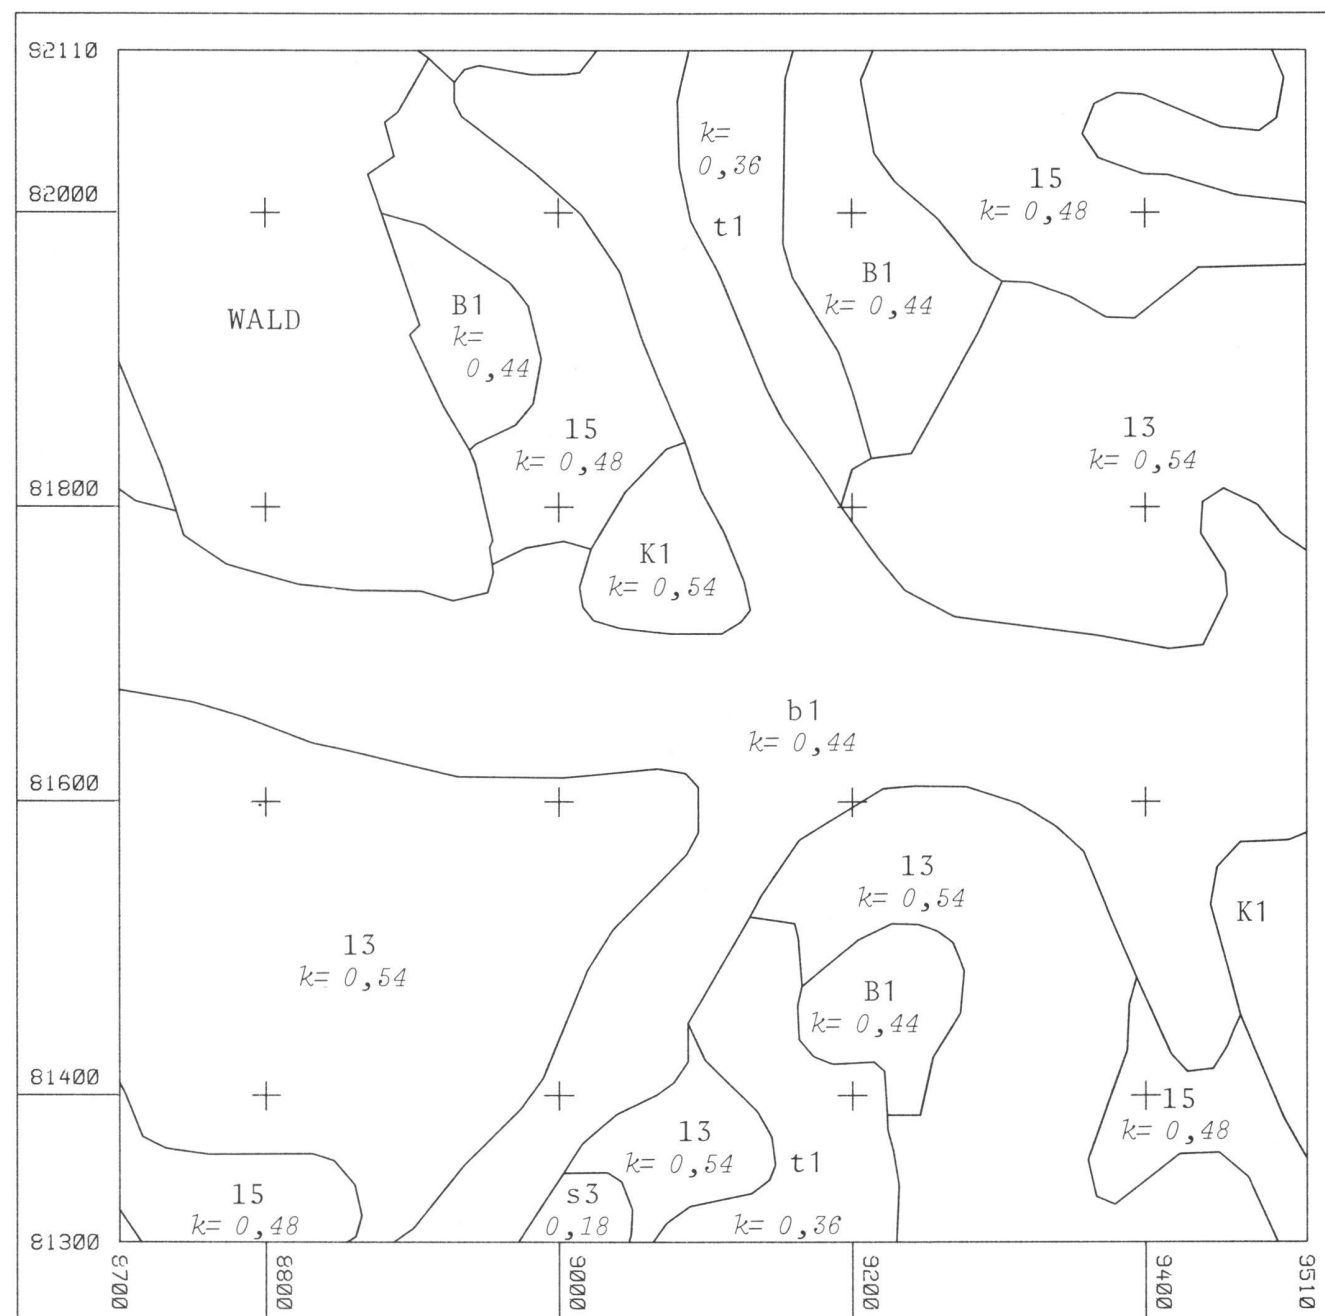 82110
k=
0,36
15
k= 0,48
82000
t1
B1
k= 0,44
B1
k=
0,44
WALD
15
k= 0,48
13
k= 0,54
81800
K1
k= 0,54
b1
k= 0,44
81600
13
k= 0,54
K1
13
k= 0,54
B1
k= 0,44
81400
15
k= 0,48
13
k= 0,54
t1
15
k= 0,48
s3
0,18
k= 0,36
81300
8700
8800
9000
9200
9400
9510